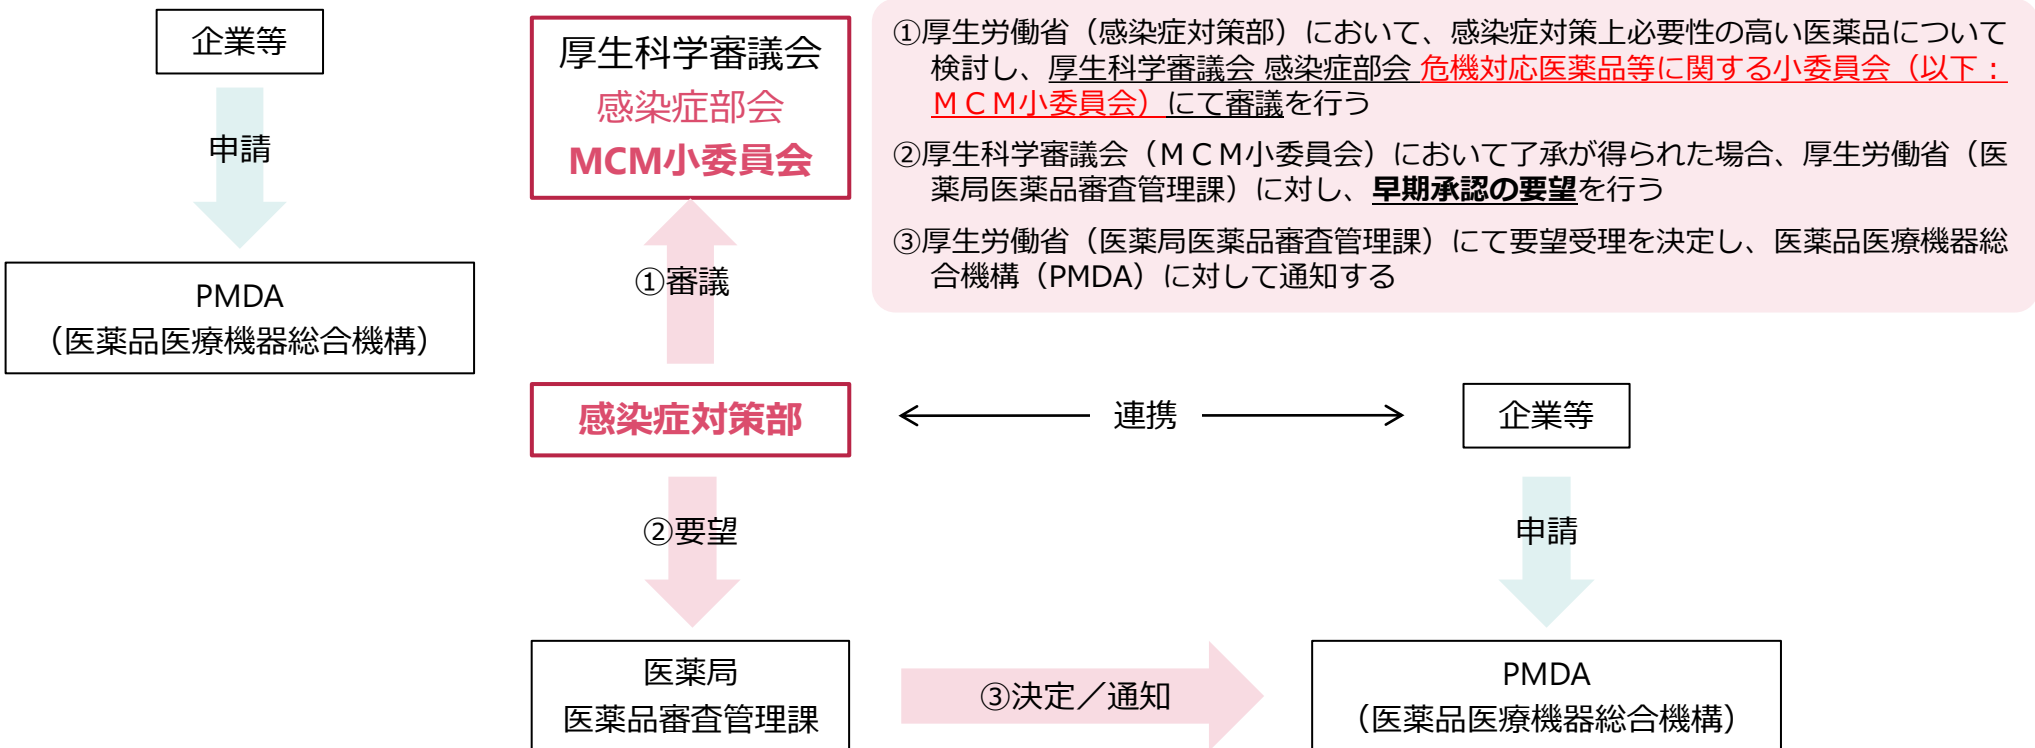 企業等
申請
PMDA
（医薬品医療機器総合機構）
厚生科学審議会
感染症部会
MCM小委員会
①審議
感染症対策部
②要望
医薬局
医薬品審査管理課
①厚生労働省（感染症対策部）において、感染症対策上必要性の高い医薬品について
検討し、厚生科学審議会 感染症部会 危機対応医薬品等に関する小委員会（以下：
ＭＣＭ小委員会）にて審議を行う
②厚生科学審議会（ＭＣＭ小委員会）において了承が得られた場合、厚生労働省（医
薬局医薬品審査管理課）に対し、早期承認の要望を行う
③厚生労働省（医薬局医薬品審査管理課）にて要望受理を決定し、医薬品医療機器総
合機構（PMDA）に対して通知する
連携
企業等
申請
③決定／通知
PMDA
（医薬品医療機器総合機構）